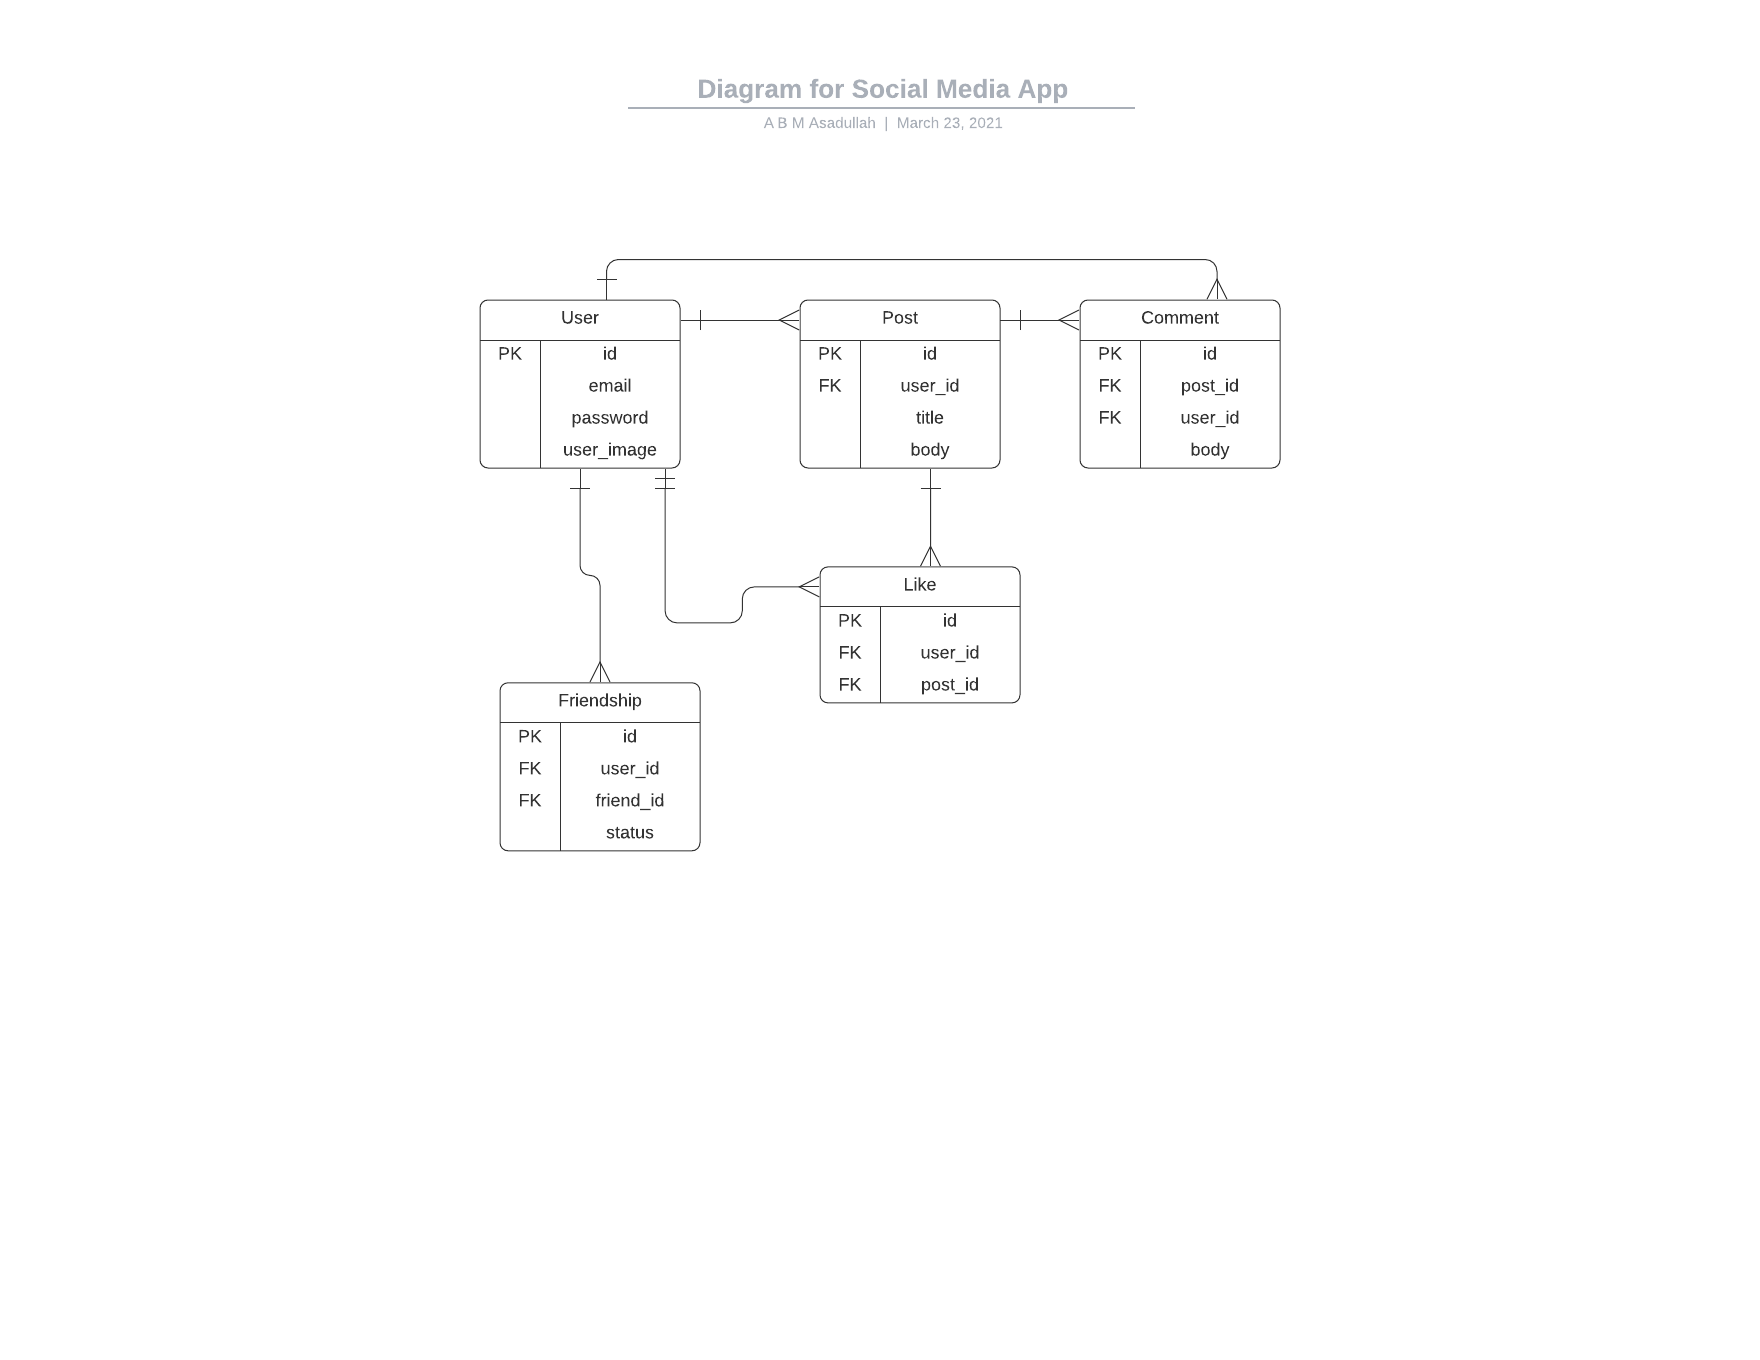 Diagram for Social Media App
A B M Asadullah | March 23, 2021
User
PK id
email
password
user_image
Post
PK id
FK user_id
title
body
Comment
PK id
FK post_id
FK user_id
body
Like
PK id
FK user_id
FK post_id
Friendship
PK id
FK user_id
FK friend_id
status